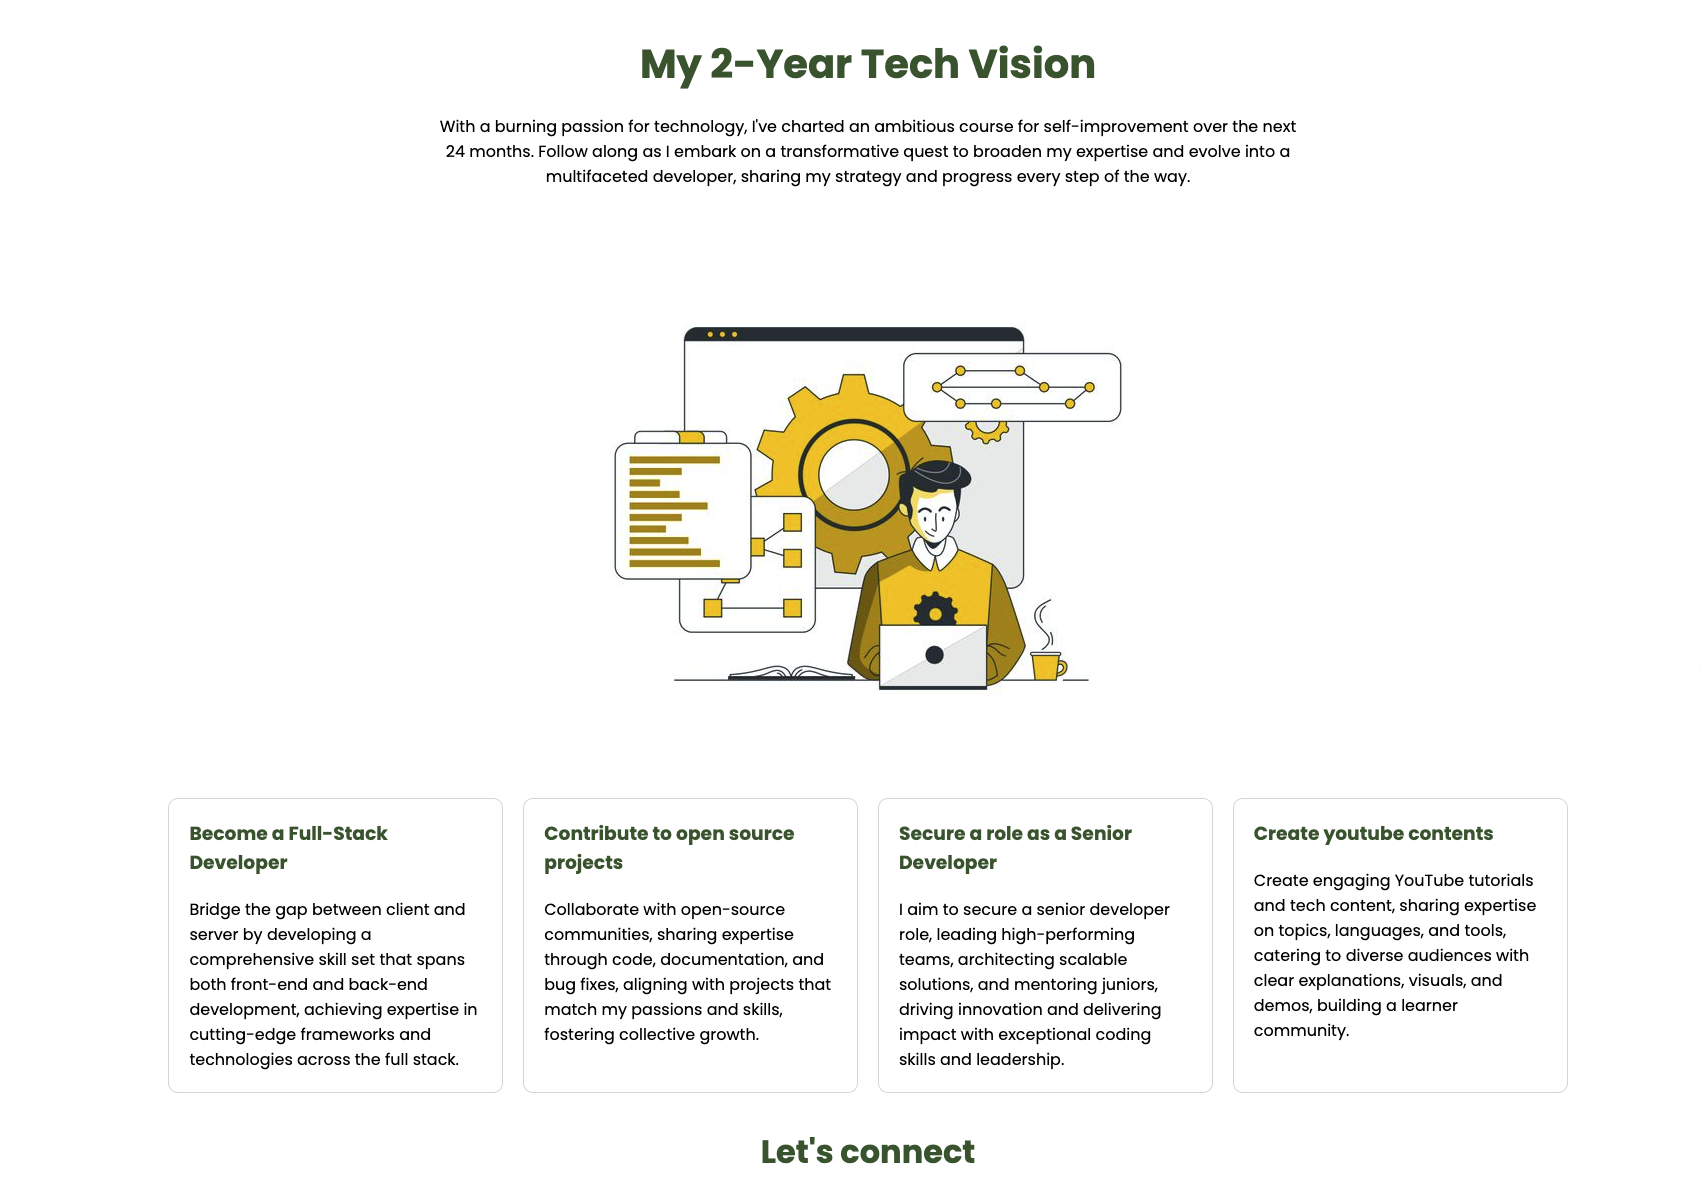 My 2-Year Tech Vision
With a burning passion for technology, I've charted an ambitious course for self-improvement over the next
24 months. Follow along as I embark on a transformative quest to broaden my expertise and evolve into a
multifaceted developer, sharing my strategy and progress every step of the way.
Become a Full-Stack
Developer
Bridge the gap between client and
server by developing a
comprehensive skill set that spans
both front-end and back-end
development, achieving expertise in
cutting-edge frameworks and
technologies across the full stack.
Contribute to open source
projects
Collaborate with open-source
communities, sharing expertise
through code, documentation, and
bug fixes, aligning with projects that
match my passions and skills,
fostering collective growth.
Secure a role as a Senior
Developer
I aim to secure a senior developer
role, leading high-performing
teams, architecting scalable
solutions, and mentoring juniors,
driving innovation and delivering
impact with exceptional coding
skills and leadership.
Create youtube contents
Create engaging YouTube tutorials
and tech content, sharing expertise
on topics, languages, and tools,
catering to diverse audiences with
clear explanations, visuals, and
demos, building a learner
community.
Let's connect